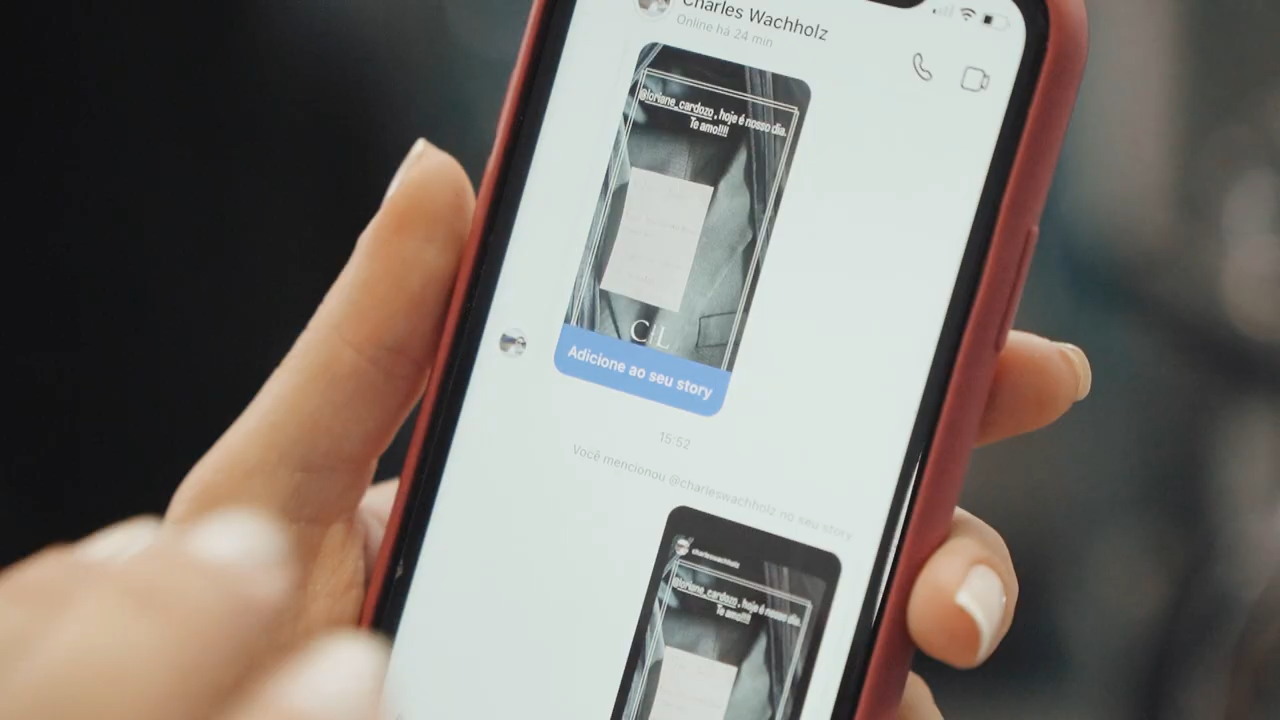 Charles Wachholz
Online há 24 min
@loriane_cardozo , hoje é nosso dia.
Te amo!!!!
C&L
Adicione ao seu story
15:52
Você mencionou @charleswachholz no seu story
charleswachholz
@loriane_cardozo , hoje é nosso dia.
Te amo!!!!